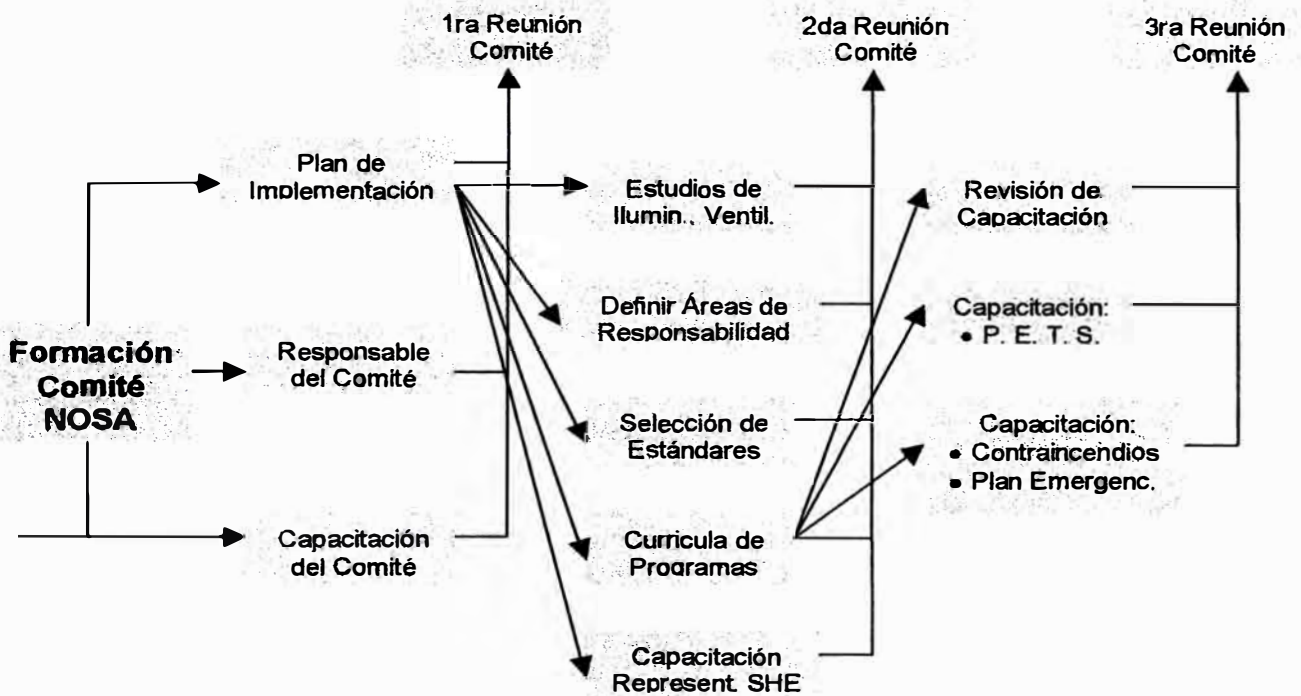 1ra Reunión
Comité
2da Reunión
Comité
3ra Reunión
Comité
Plan de
Implementación
Estudios de
Ilumin., Ventil.
Revisión de
Capacitación
Definir Áreas de
Responsabilidad
Capacitación:
• P. E. T. S.
Formación
Comité
NOSA
Responsable
del Comité
Selección de
Estándares
Capacitación:
• Contraincendios
• Plan Emergenc.
Capacitación
del Comité
Curricula de
Programas
Capacitación
Represent. SHE